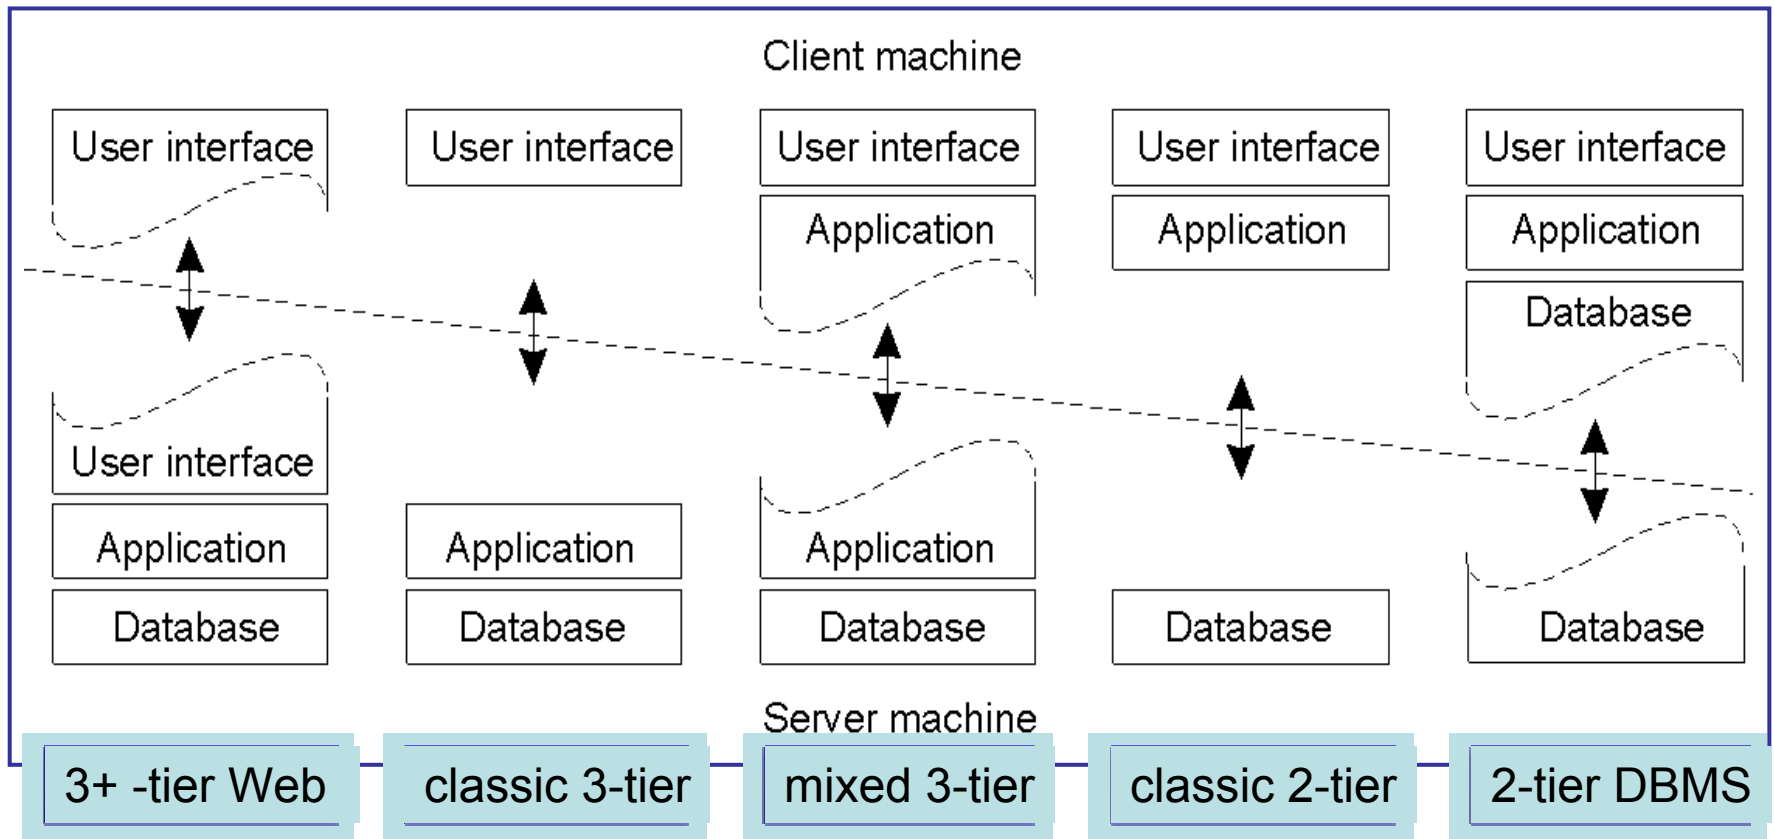 Client machine
User interface
User interface
User interface
User interface
User interface
Application
Application
Application
Database
User interface
Application
Application
Application
Database
Database
Database
Database
Database
Server machine
3+ -tier Web
classic 3-tier
mixed 3-tier
classic 2-tier
2-tier DBMS